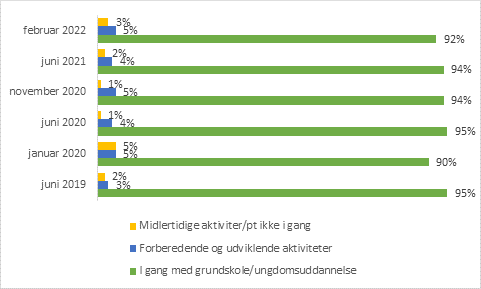 februar 2022
3%
5%
92%
juni 2021
2%
4%
94%
november 2020
1%
5%
94%
juni 2020
1%
4%
95%
januar 2020
5%
5%
90%
juni 2019
2%
3%
95%
Midlertidige aktiviter/pt ikke i gang
Forberedende og udviklende aktiviteter
I gang med grundskole/ungdomsuddannelse